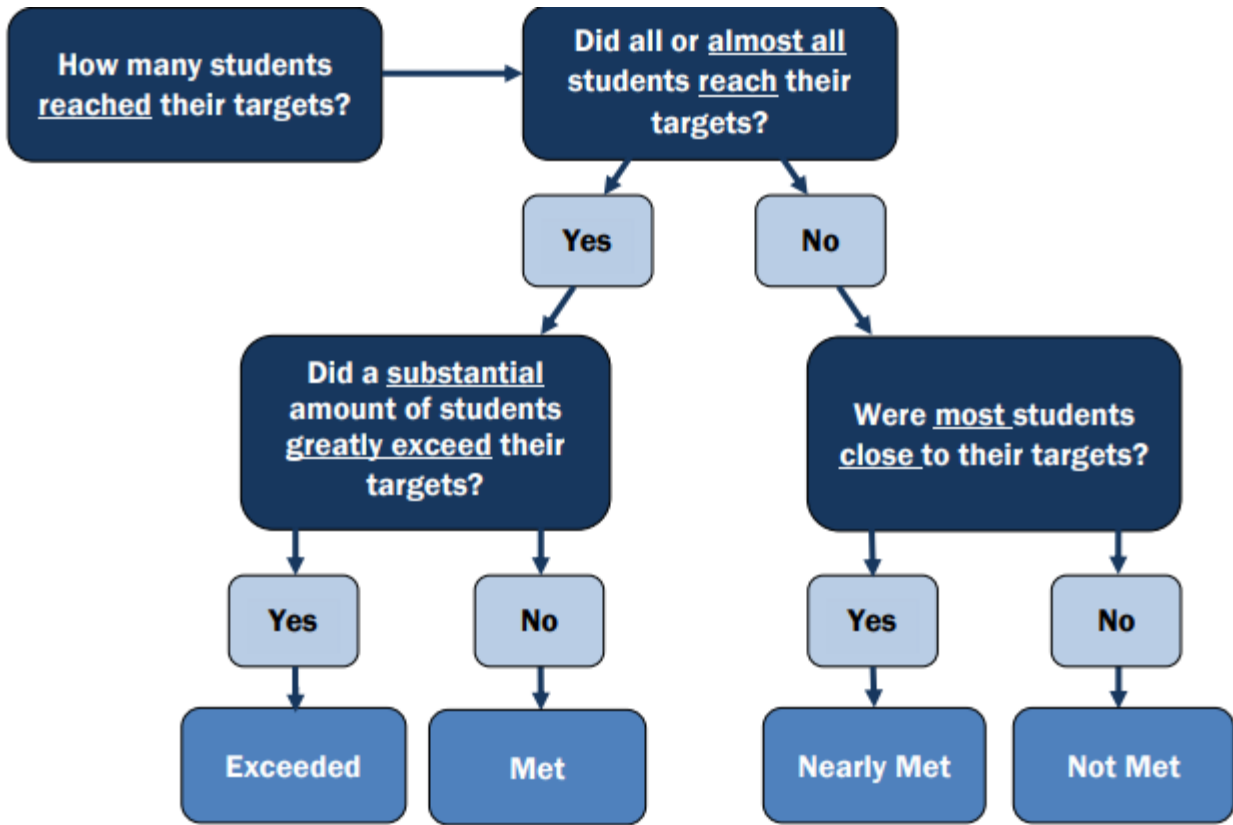 How many students
reached their targets?
Did all or almost all
students reach their
targets?
Yes
No
Did a substantial
amount of students
greatly exceed their
targets?
Were most students
close to their targets?
Yes
No
Yes
No
Exceeded
Met
Nearly Met
Not Met